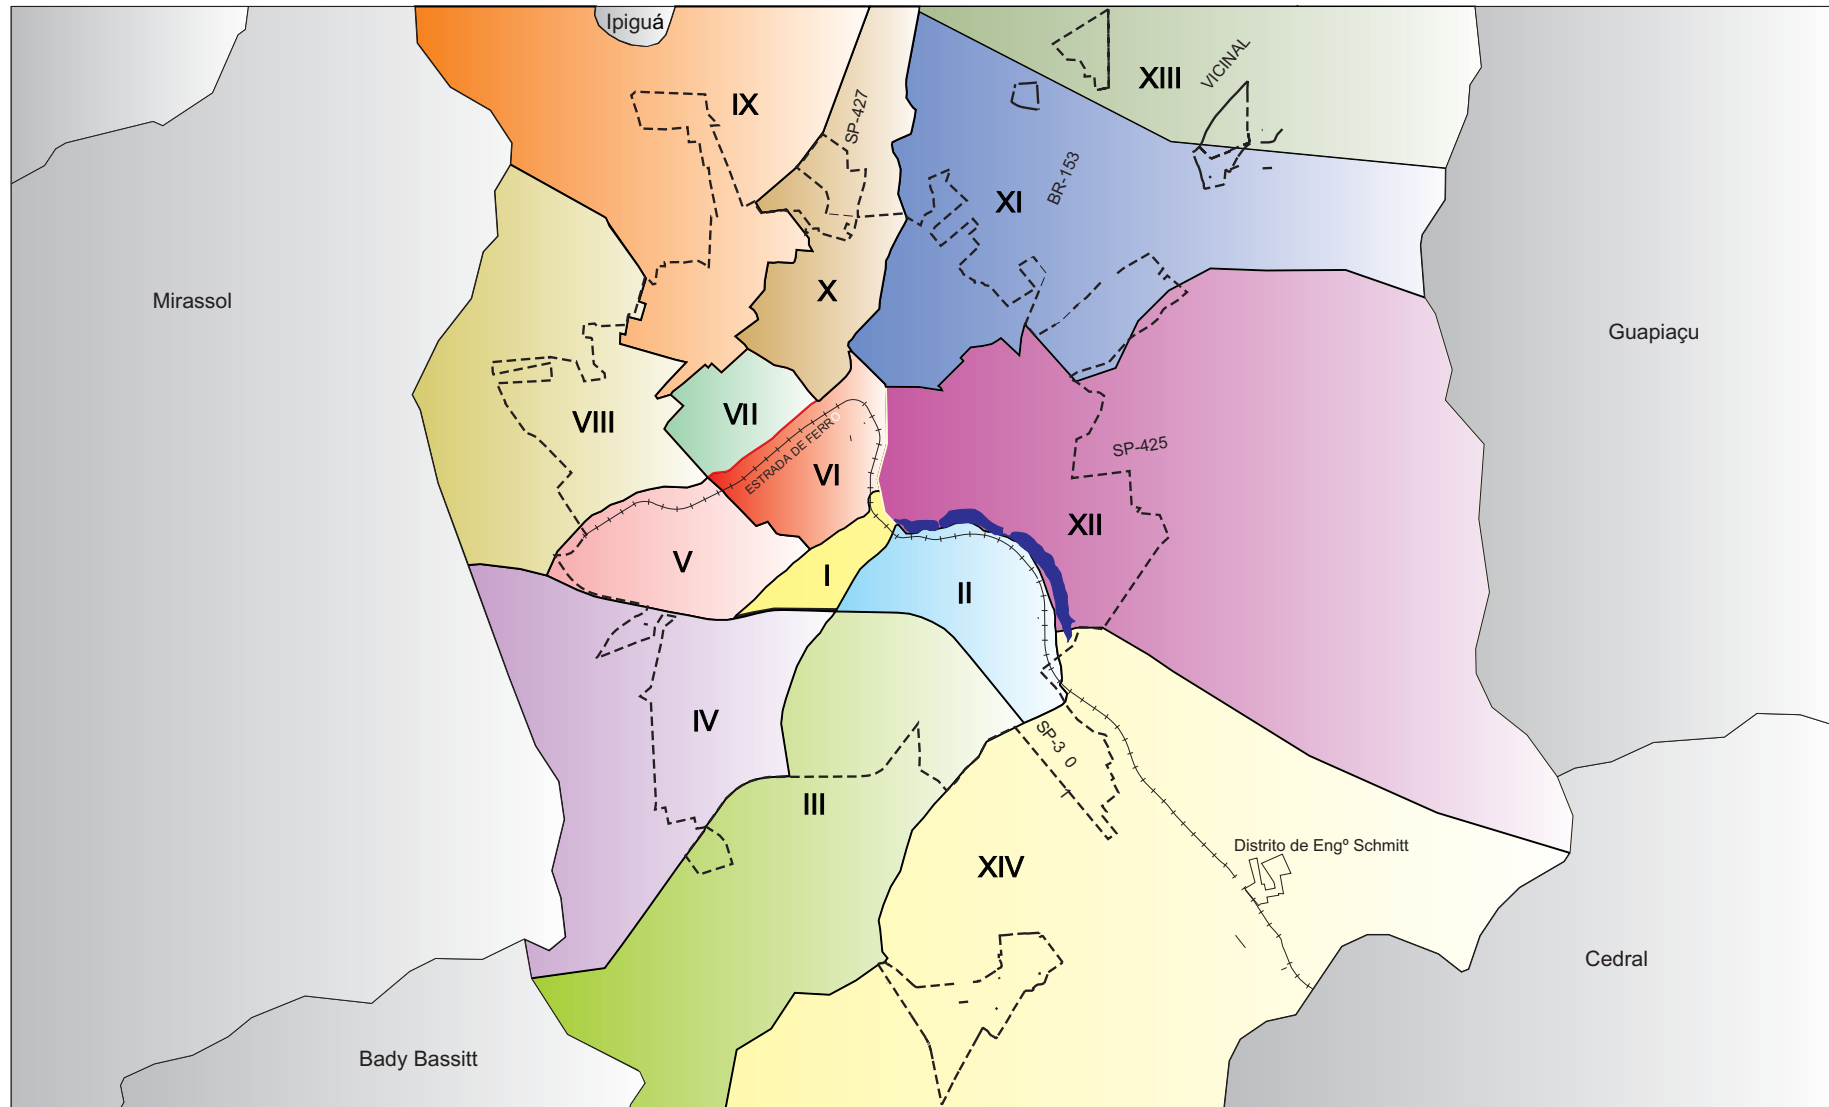 Ipiguá
IX
SP-427
XIII
VICINAL
BR-153
XI
X
Mirassol
Guapiaçu
VIII
VII
ESTRADA DE FERRO
VI
SP-425
XII
V
I
II
IV
SP-3 0
III
XIV
Distrito de Engº Schmitt
Cedral
Bady Bassitt